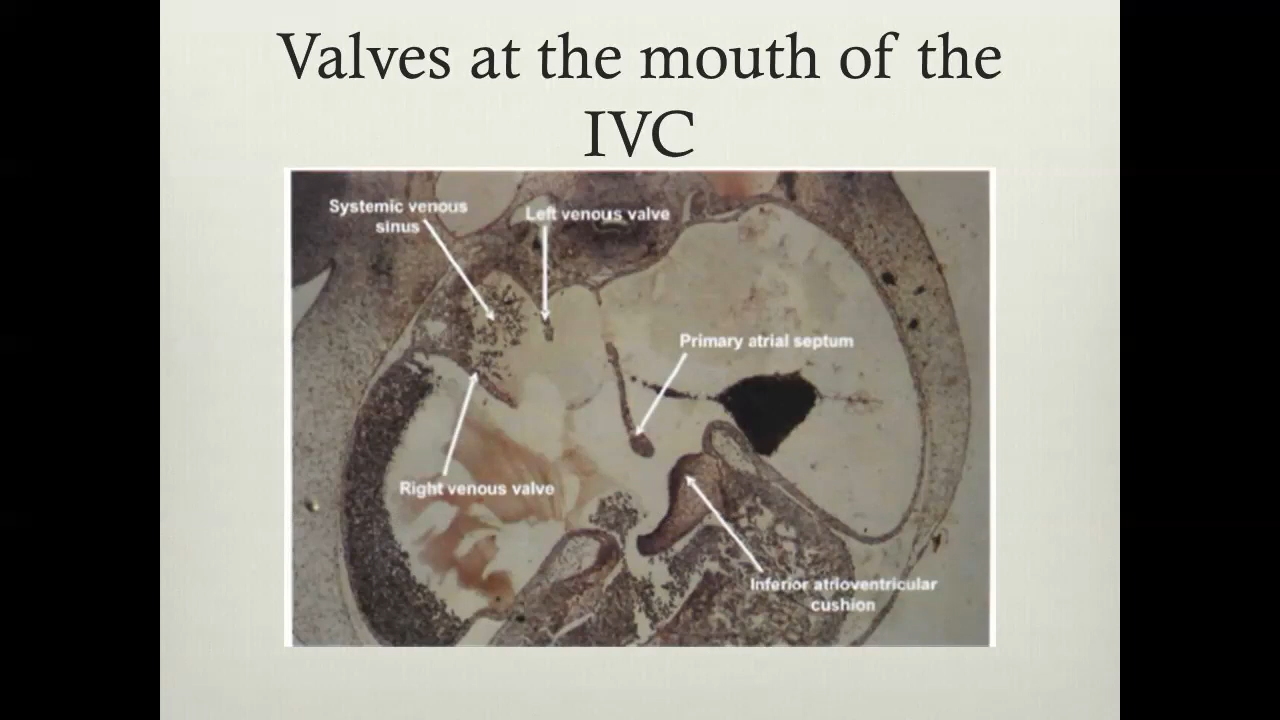 Valves at the mouth of the
IVC
Systemic venous
sinus
Left venous valve
Primary atrial septum
Right venous valve
Inferior atrioventricular
cushion